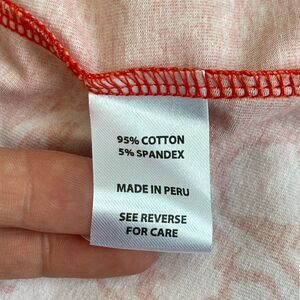 95% COTTON
5% SPANDEX
MADE IN PERU
SEE REVERSE
FOR CARE